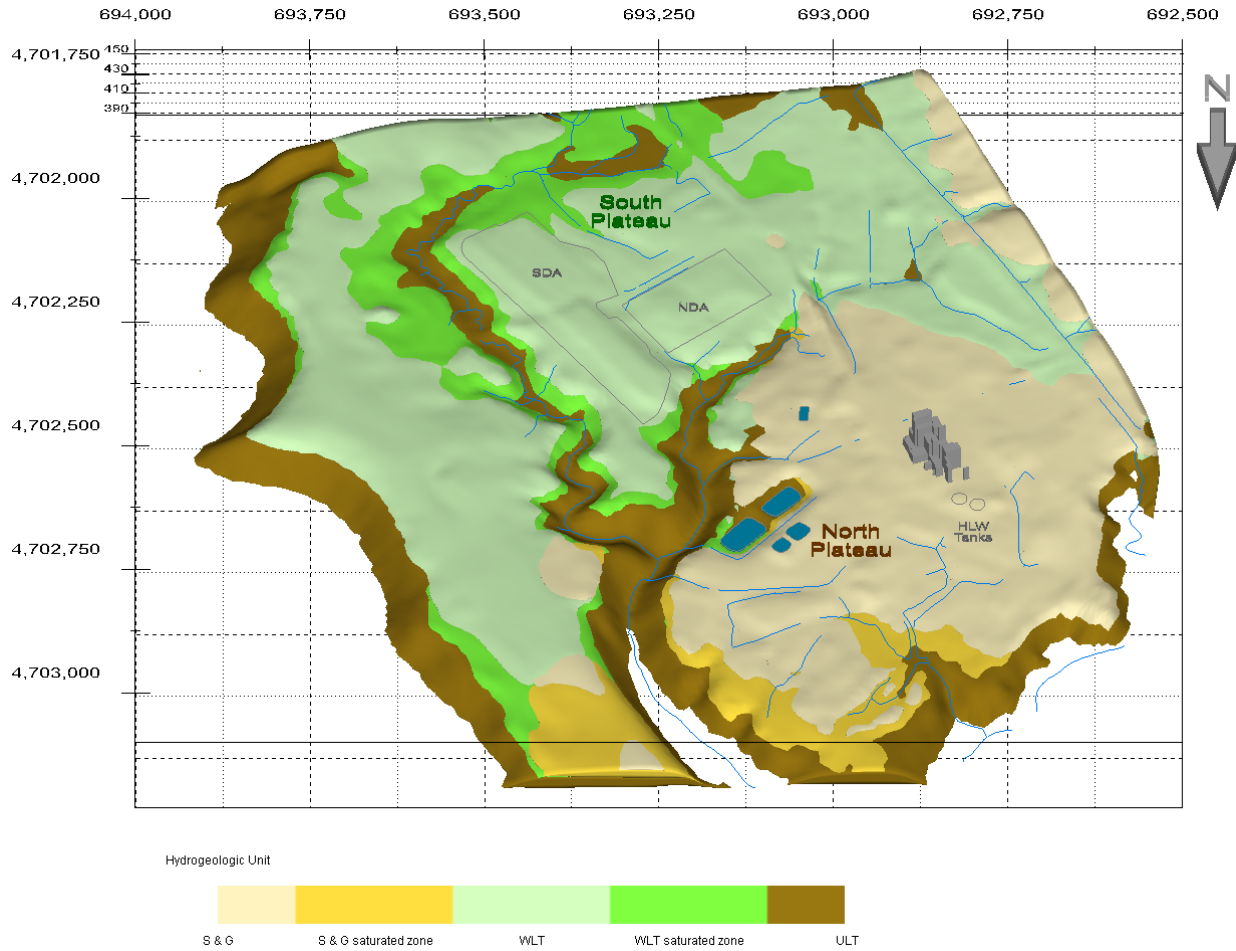 694,000 693,750 693,500 693,250 693,000 692,750 692,500
4,701,750
450
430
410
390
N
4,702,000
South
Plateau
SDA
4,702,250
NDA
4,702,500
HLW
Tanks
North
Plateau
4,702,750
4,703,000
Hydrogeologic Unit
S & G S & G saturated zone WLT WLT saturated zone ULT